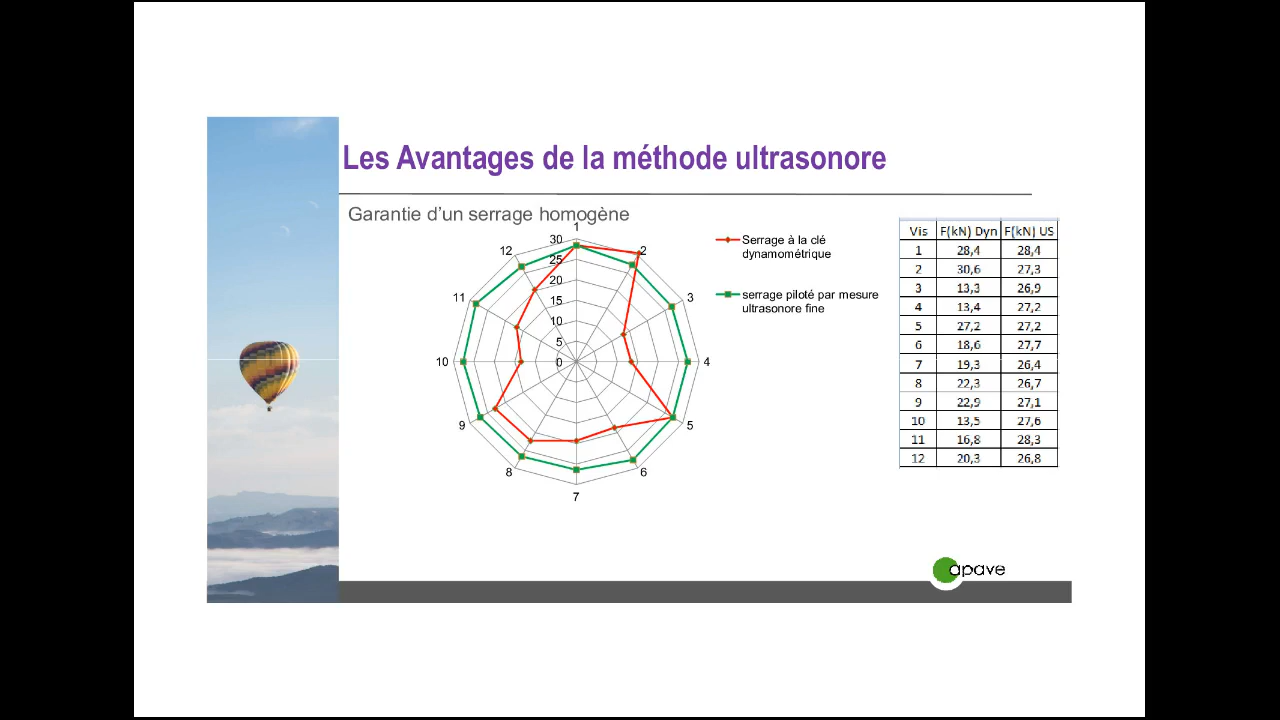 Les Avantages de la méthode ultrasonore
Garantie d’un serrage homogène
1
2
3
4
5
6
7
8
9
10
11
12
30
25
20
15
10
5
0
Serrage à la clé
dynamométrique
serrage piloté par mesure
ultrasonore fine
Vis F(kN) Dyn F(kN) US
1 28,4 28,4
2 30,6 27,3
3 13,3 26,9
4 13,4 27,2
5 27,2 27,2
6 18,6 27,7
7 19,3 26,4
8 22,3 26,7
9 22,9 27,1
10 13,5 27,6
11 16,8 28,3
12 20,3 26,8
apave